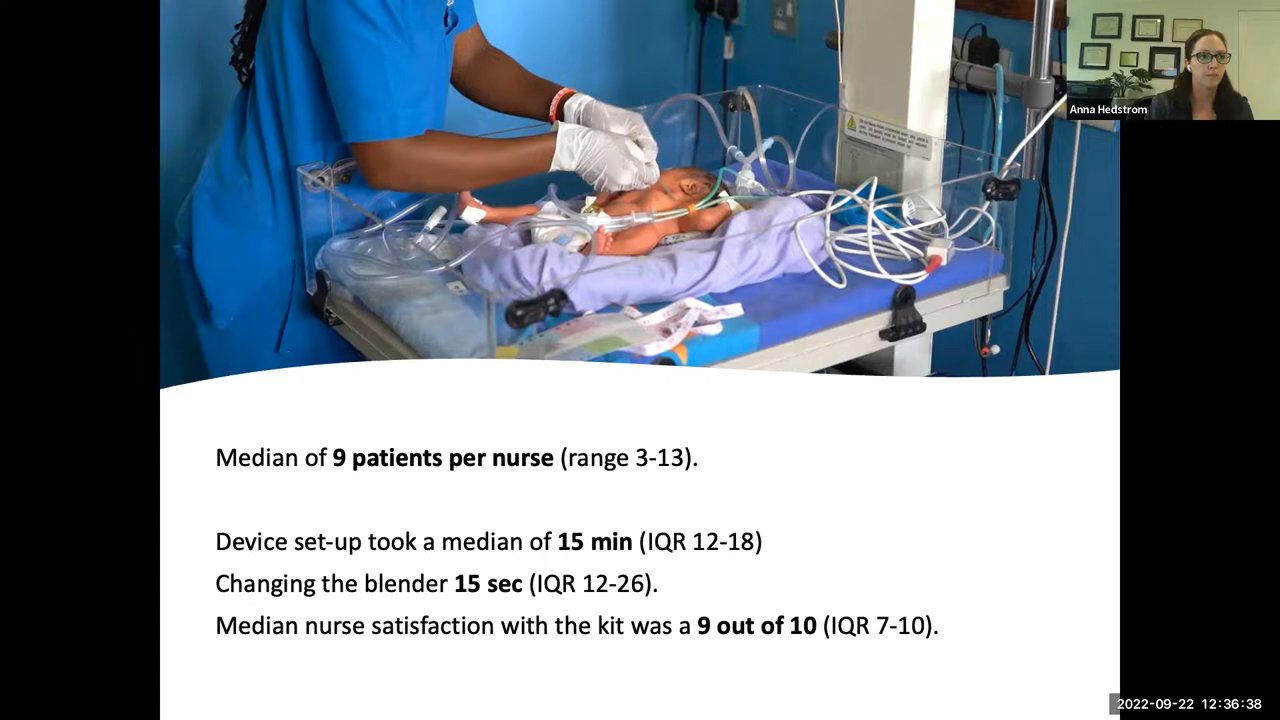 Anna Hedstrom
Median of 9 patients per nurse (range 3-13).
Device set-up took a median of 15 min (IQR 12-18)
Changing the blender 15 sec (IQR 12-26).
Median nurse satisfaction with the kit was a 9 out of 10 (IQR 7-10).
2022-09-22 12:36:38